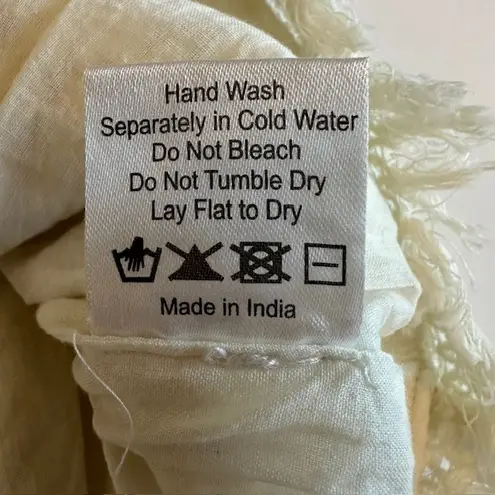 Hand Wash
Separately in Cold Water
Do Not Bleach
Do Not Tumble Dry
Lay Flat to Dry
Made in India